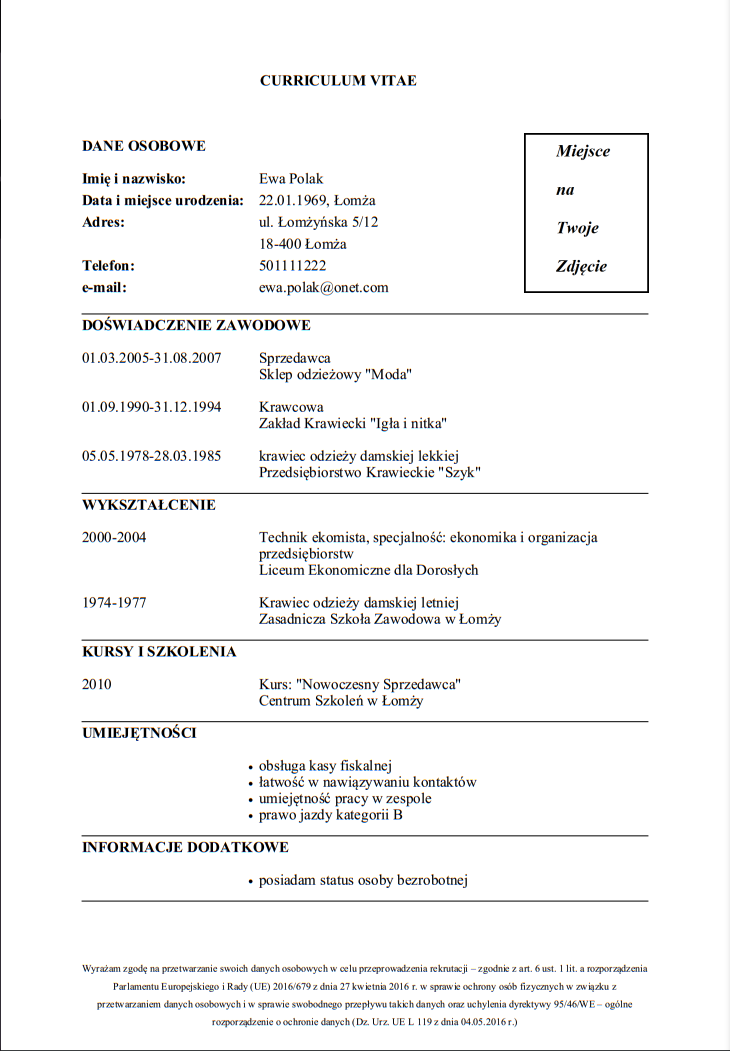 CURRICULUM VITAE
DANE OSOBOWE
Miejsce
na
Twoje
Zdjęcie
Imię i nazwisko: Ewa Polak
Data i miejsce urodzenia: 22.01.1969, Łomża
Adres: ul. Łomżyńska 5/12
18-400 Łomża
Telefon: 501111222
e-mail: ewa.polak@onet.com
DOŚWIADCZENIE ZAWODOWE
01.03.2005-31.08.2007 Sprzedawca
Sklep odzieżowy "Moda"
01.09.1990-31.12.1994 Krawcowa
Zakład Krawiecki "Igła i nitka"
05.05.1978-28.03.1985 krawiec odzieży damskiej lekkiej
Przedsiębiorstwo Krawieckie "Szyk"
WYKSZTAŁCENIE
2000-2004 Technik ekomista, specjalność: ekonomika i organizacja
przedsiębiorstw
Liceum Ekonomiczne dla Dorosłych
1974-1977 Krawiec odzieży damskiej letniej
Zasadnicza Szkoła Zawodowa w Łomży
KURSY I SZKOLENIA
2010 Kurs: "Nowoczesny Sprzedawca"
Centrum Szkoleń w Łomży
UMIEJĘTNOŚCI
• obsługa kasy fiskalnej
• łatwość w nawiązywaniu kontaktów
• umiejętność pracy w zespole
• prawo jazdy kategorii B
INFORMACJE DODATKOWE
• posiadam status osoby bezrobotnej
Wyrażam zgodę na przetwarzanie swoich danych osobowych w celu przeprowadzenia rekrutacji – zgodnie z art. 6 ust. 1 lit. a rozporządzenia
Parlamentu Europejskiego i Rady (UE) 2016/679 z dnia 27 kwietnia 2016 r. w sprawie ochrony osób fizycznych w związku z
przetwarzaniem danych osobowych i w sprawie swobodnego przepływu takich danych oraz uchylenia dyrektywy 95/46/WE – ogólne
rozporządzenie o ochronie danych (Dz. Urz. UE L 119 z dnia 04.05.2016 r.)